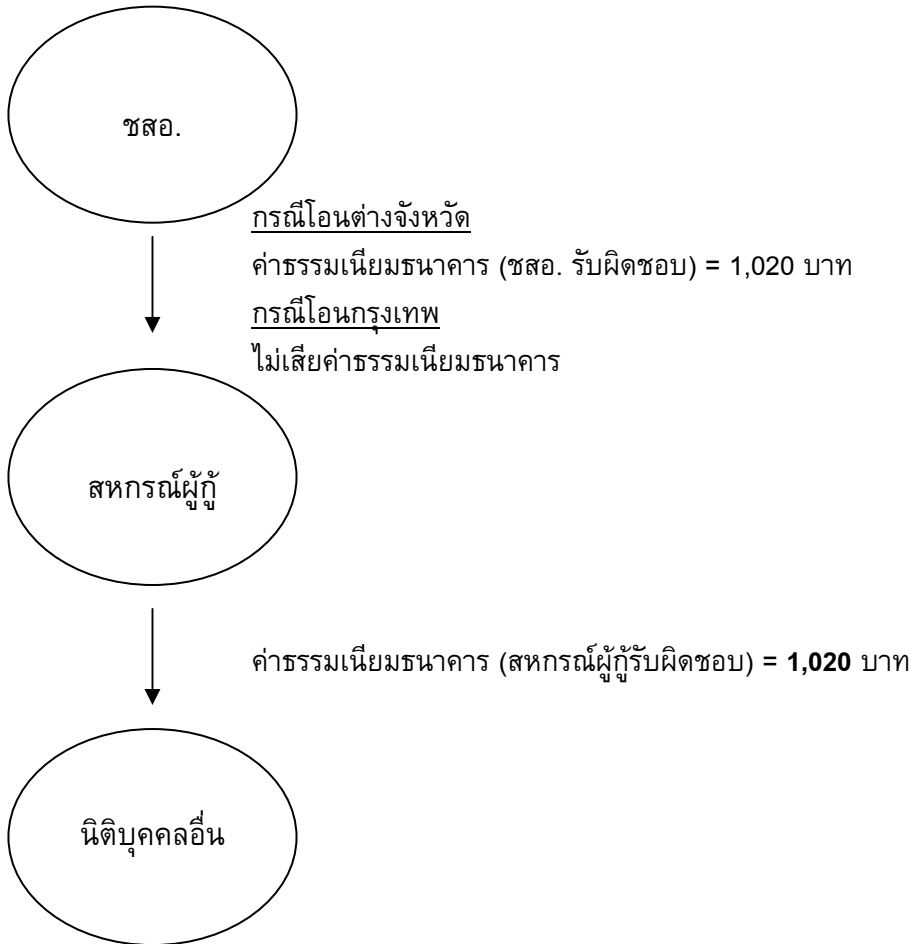 ชสอ.
กรณีโอนต่างจังหวัด
ค่าธรรมเนียมธนาคาร (ชสอ. รับผิดชอบ) = 1,020 บาท
กรณีโอนกรุงเทพ
ไม่เสียค่าธรรมเนียมธนาคาร
สหกรณ์ผู้กู้
ค่าธรรมเนียมธนาคาร (สหกรณ์ผู้กู้รับผิดชอบ) = 1,020 บาท
นิติบุคคลอื่น